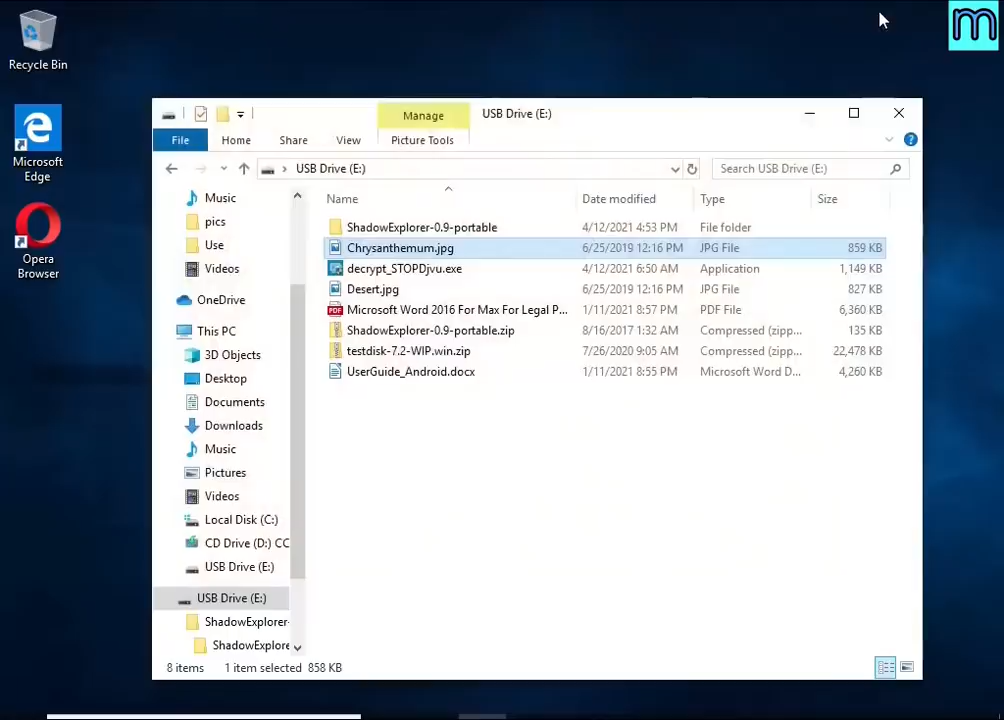 m
Recycle Bin
Microsoft
Edge
Opera
Browser
Manage
USB Drive (E:)
File
Home
Share
View
Picture Tools
USB Drive (E:)
Search USB Drive (E:)
Name
Date modified
Type
Size
ShadowExplorer-0.9-portable 4/12/2021 4:53 PM File folder
Chrysanthemum.jpg 6/25/2019 12:16 PM JPG File 859 KB
decrypt_STOPDjvu.exe 4/12/2021 6:50 AM Application 1,149 KB
Desert.jpg 6/25/2019 12:16 PM JPG File 827 KB
Microsoft Word 2016 For Max For Legal P... 1/11/2021 8:57 PM PDF File 6,360 KB
ShadowExplorer-0.9-portable.zip 8/16/2017 1:32 AM Compressed (zipp... 135 KB
testdisk-7.2-WIP.win.zip 7/26/2020 9:05 AM Compressed (zipp... 22,478 KB
UserGuide_Android.docx 1/11/2021 8:55 PM Microsoft Word D... 4,260 KB
Music
pics
Use
Videos
OneDrive
This PC
3D Objects
Desktop
Documents
Downloads
Music
Pictures
Videos
Local Disk (C:)
CD Drive (D:) CC
USB Drive (E:)
USB Drive (E:)
ShadowExplorer-
ShadowExplore
8 items 1 item selected 858 KB
PDF